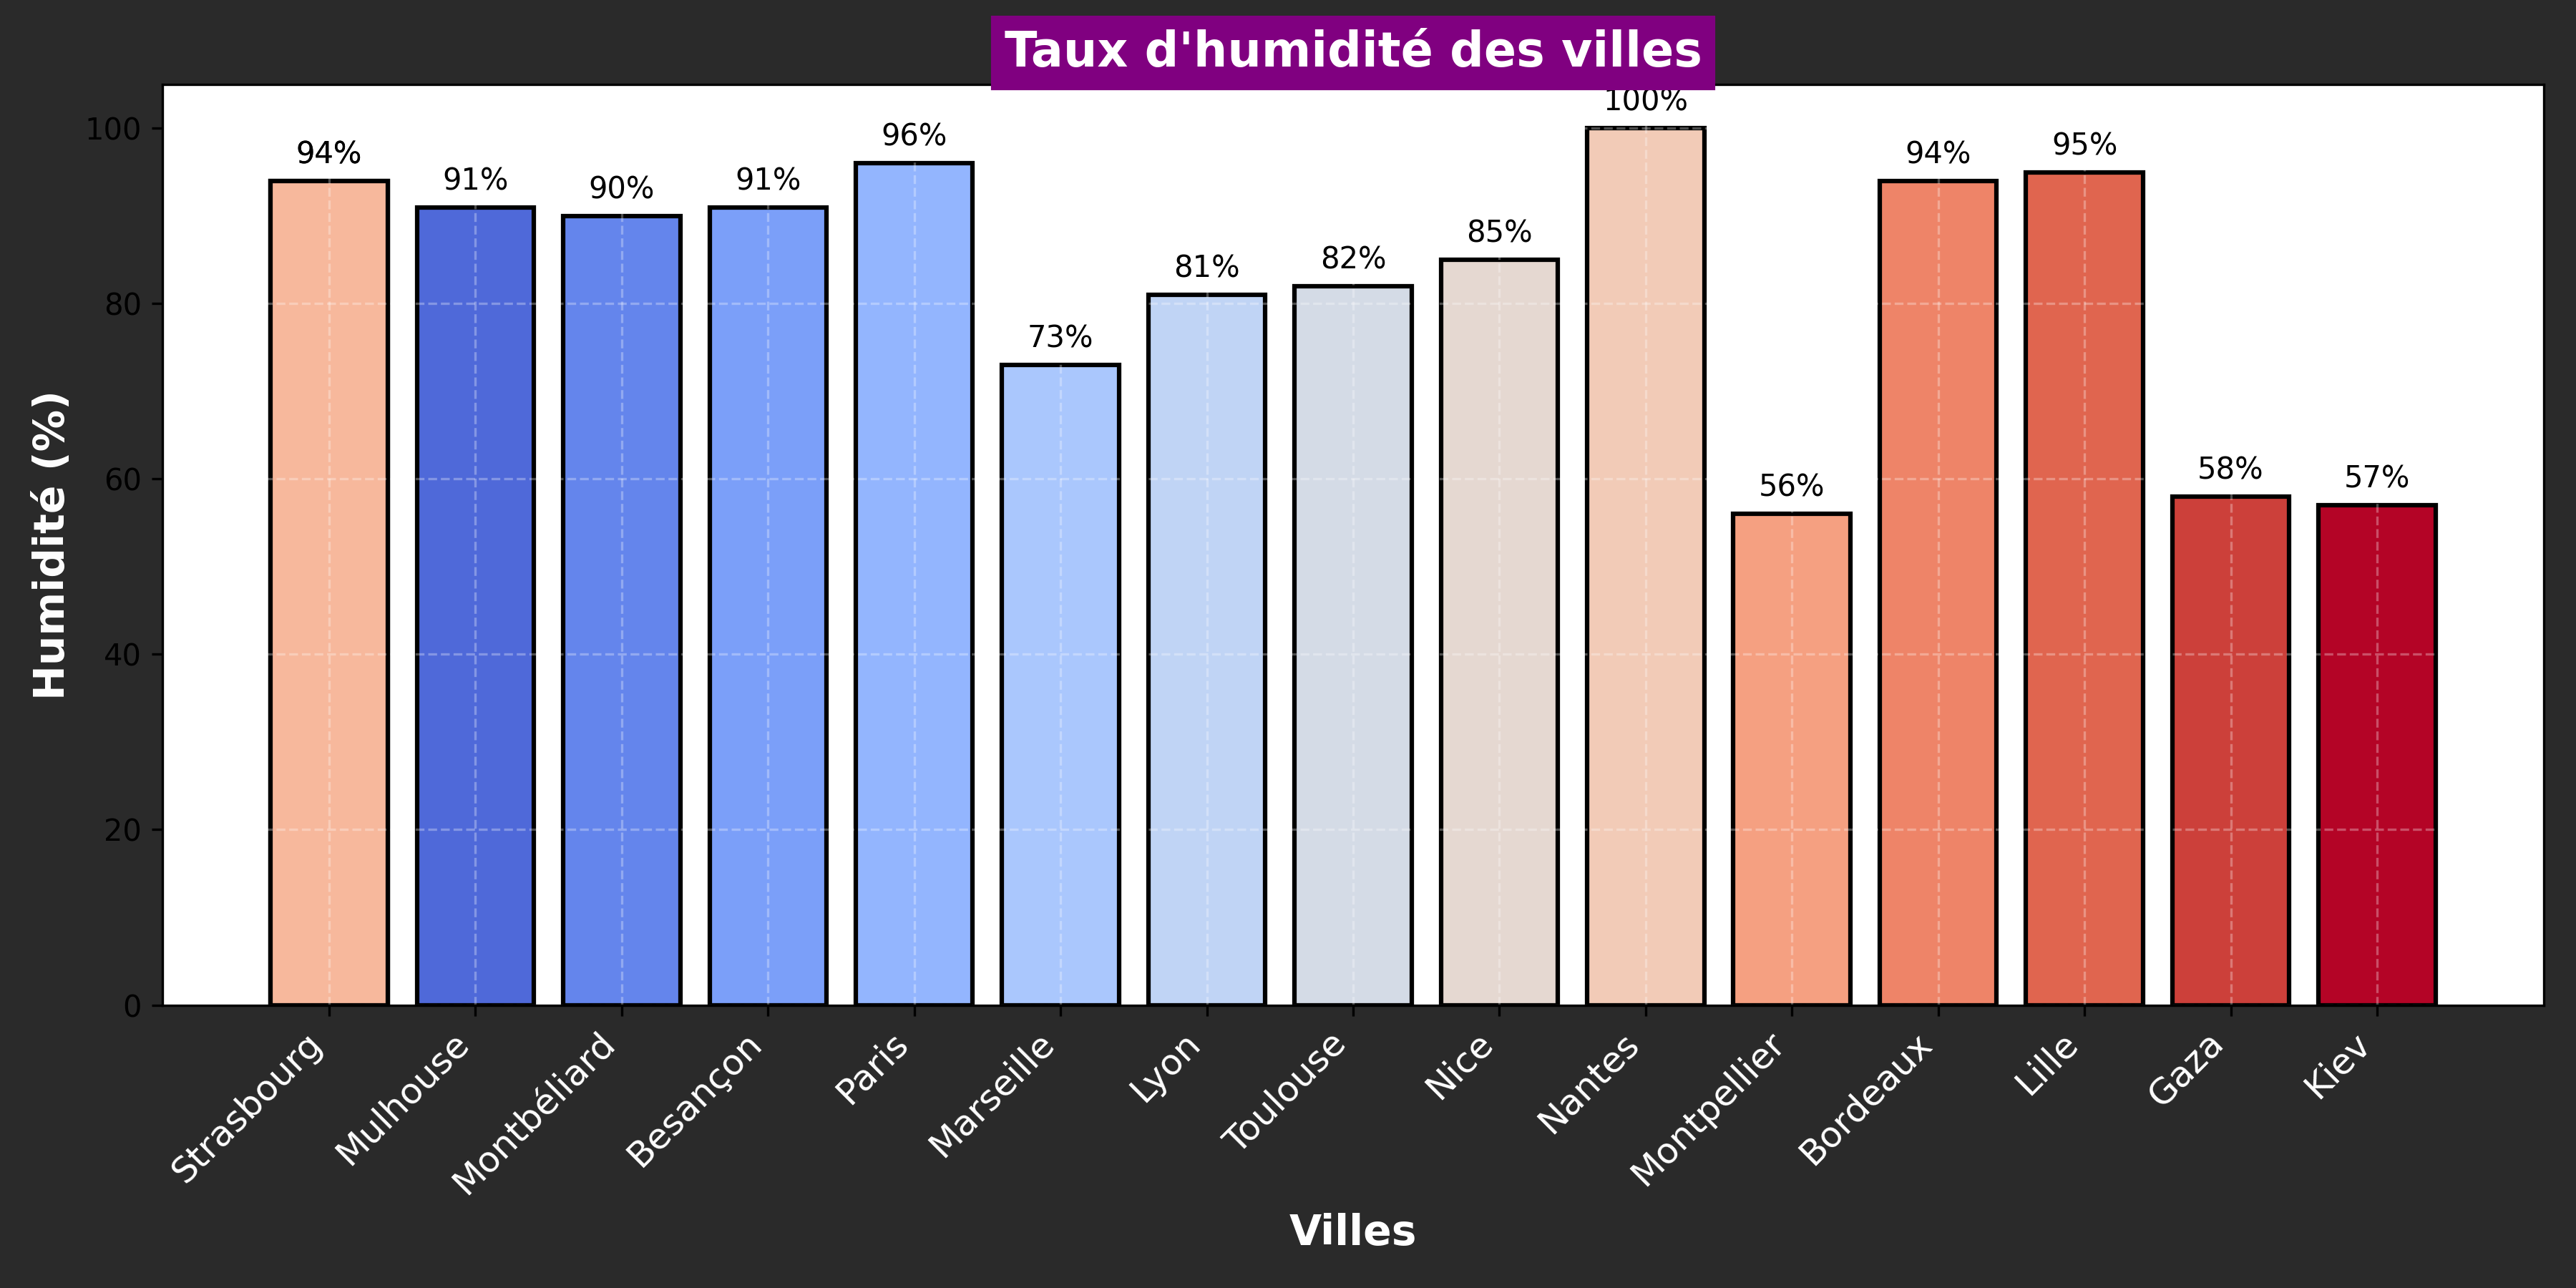 Taux d'humidité des villes
100%
96%
95%
94%
94%
91%
91%
90%
85%
82%
81%
73%
58%
57%
56%
100
80
60
40
20
0
Humidité (%)
Strasbourg
Mulhouse
Montbéliard
Besançon
Paris
Marseille
Lyon
Toulouse
Nice
Nantes
Montpellier
Bordeaux
Lille
Gaza
Kiev
Villes